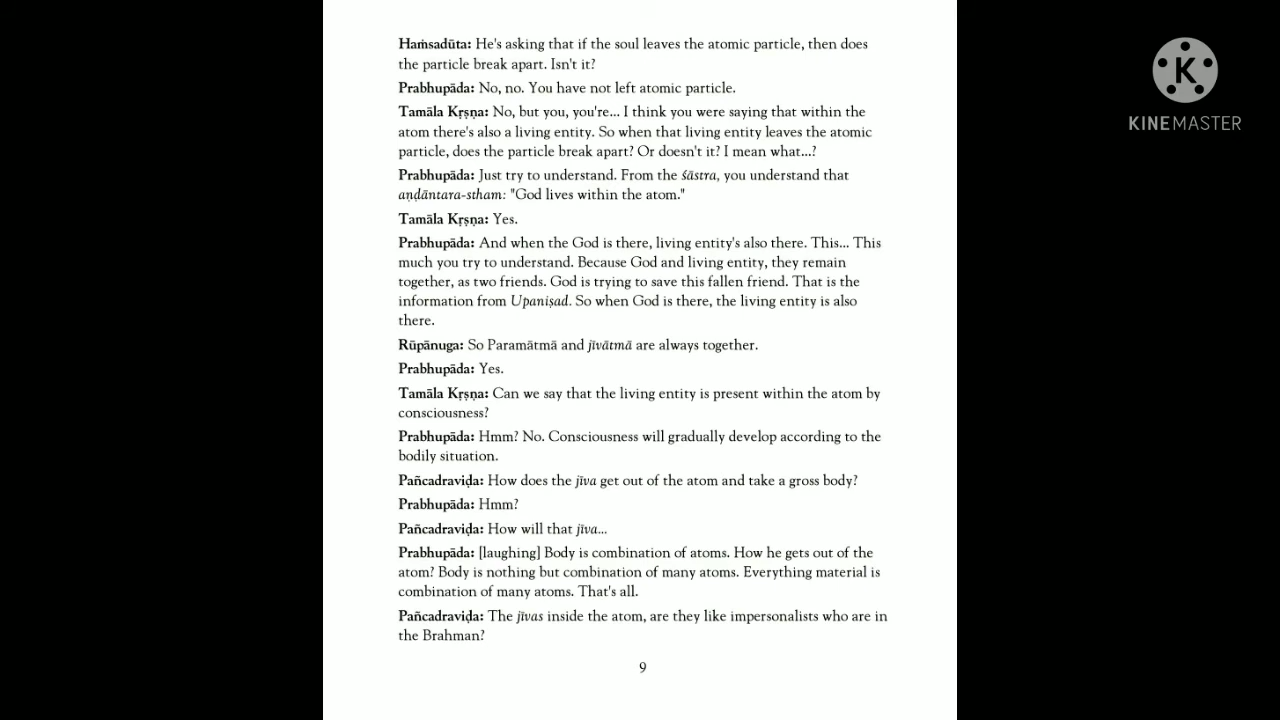 Haṁsadūta: He's asking that if the soul leaves the atomic particle, then does
the particle break apart. Isn't it?
Prabhupāda: No, no. You have not left atomic particle.
Tamāla Kṛṣṇa: No, but you, you're... I think you were saying that within the
atom there's also a living entity. So when that living entity leaves the atomic
particle, does the particle break apart? Or doesn't it? I mean what...?
Prabhupāda: Just try to understand. From the śāstra, you understand that
aṇḍāntara-stham: "God lives within the atom."
Tamāla Kṛṣṇa: Yes.
Prabhupāda: And when the God is there, living entity's also there. This... This
much you try to understand. Because God and living entity, they remain
together, as two friends. God is trying to save this fallen friend. That is the
information from Upaniṣad. So when God is there, the living entity is also
there.
Rūpānuga: So Paramātmā and jīvātmā are always together.
Prabhupāda: Yes.
Tamāla Kṛṣṇa: Can we say that the living entity is present within the atom by
consciousness?
Prabhupāda: Hmm? No. Consciousness will gradually develop according to the
bodily situation.
Pañcadraviḍa: How does the jīva get out of the atom and take a gross body?
Prabhupāda: Hmm?
Pañcadraviḍa: How will that jīva...
Prabhupāda: [laughing] Body is combination of atoms. How he gets out of the
atom? Body is nothing but combination of many atoms. Everything material is
combination of many atoms. That's all.
Pañcadraviḍa: The jīvas inside the atom, are they like impersonalists who are in
the Brahman?
9
K
KINEMASTER